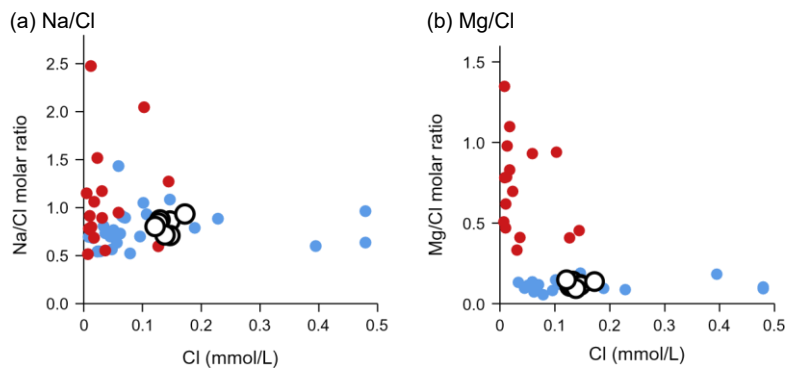 (a) Na/Cl
2.5
2.0
1.5
1.0
0.5
0.0
Na/Cl molar ratio
0 0.1 0.2 0.3 0.4 0.5
Cl (mmol/L)
(b) Mg/Cl
1.5
1.0
0.5
0.0
Mg/Cl molar ratio
0 0.1 0.2 0.3 0.4 0.5
Cl (mmol/L)